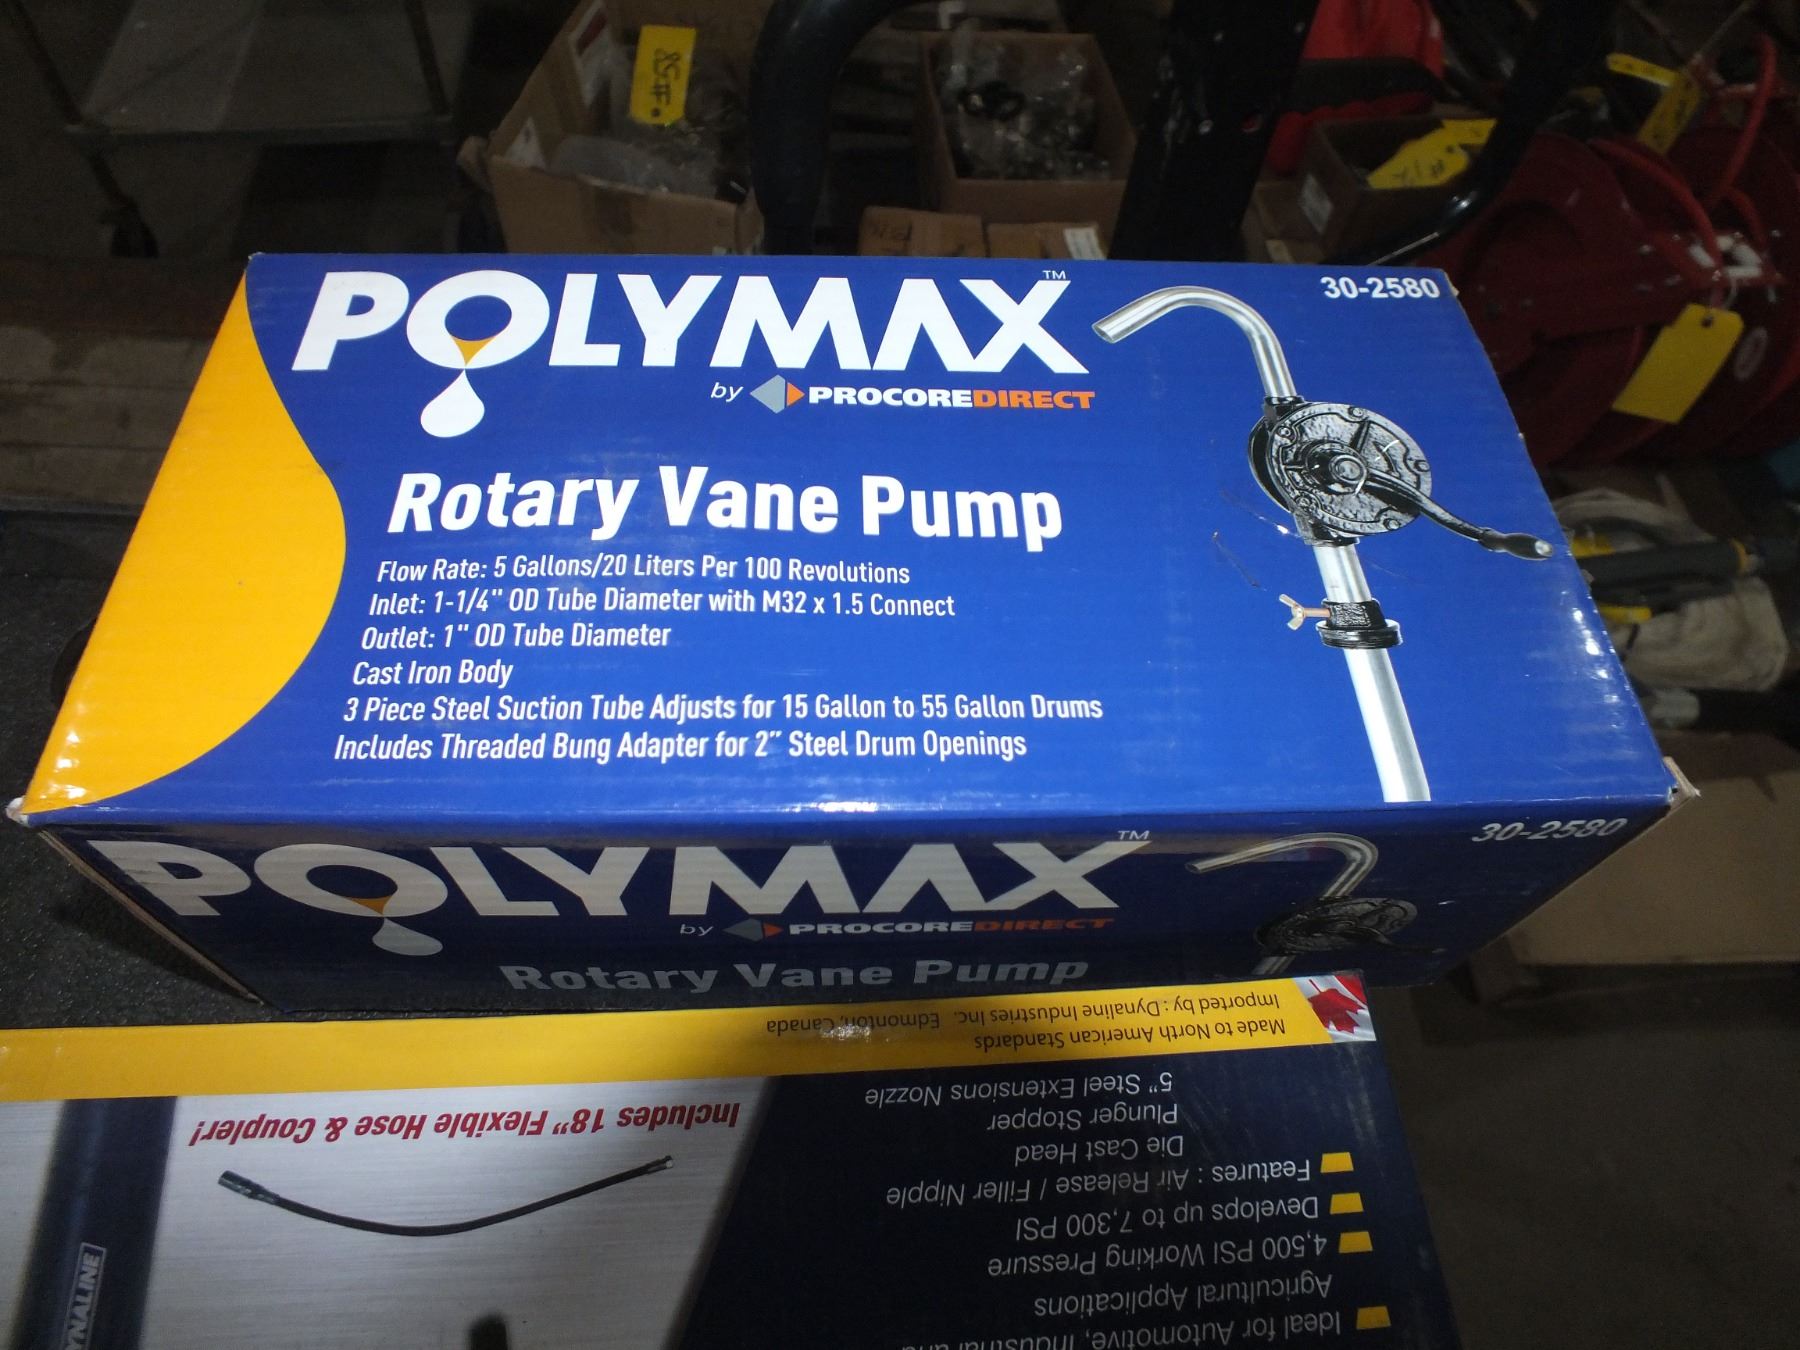 POLYMAX™
by PROCOREDIRECT
30-2580
Rotary Vane Pump
Flow Rate: 5 Gallons/20 Liters Per 100 Revolutions
Inlet: 1-1/4" OD Tube Diameter with M32 x 1.5 Connect
Outlet: 1" OD Tube Diameter
Cast Iron Body
3 Piece Steel Suction Tube Adjusts for 15 Gallon to 55 Gallon Drums
Includes Threaded Bung Adapter for 2" Steel Drum Openings
POLYMAX™
by PROCOREDIRECT
30-2580
Rotary Vane Pump
Ideal for Automotive, Industrial and
Agricultural Applications
4,500 PSI Working Pressure
Develops up to 7,300 PSI
Features : Air Release / Filler Nipple
Die Cast Head
Plunger Stopper
5" Steel Extensions Nozzle
Includes 18" Flexible Hose & Coupler!
Made to North American Standards
Imported by : Dynaline Industries Inc. Edmonton, Canada